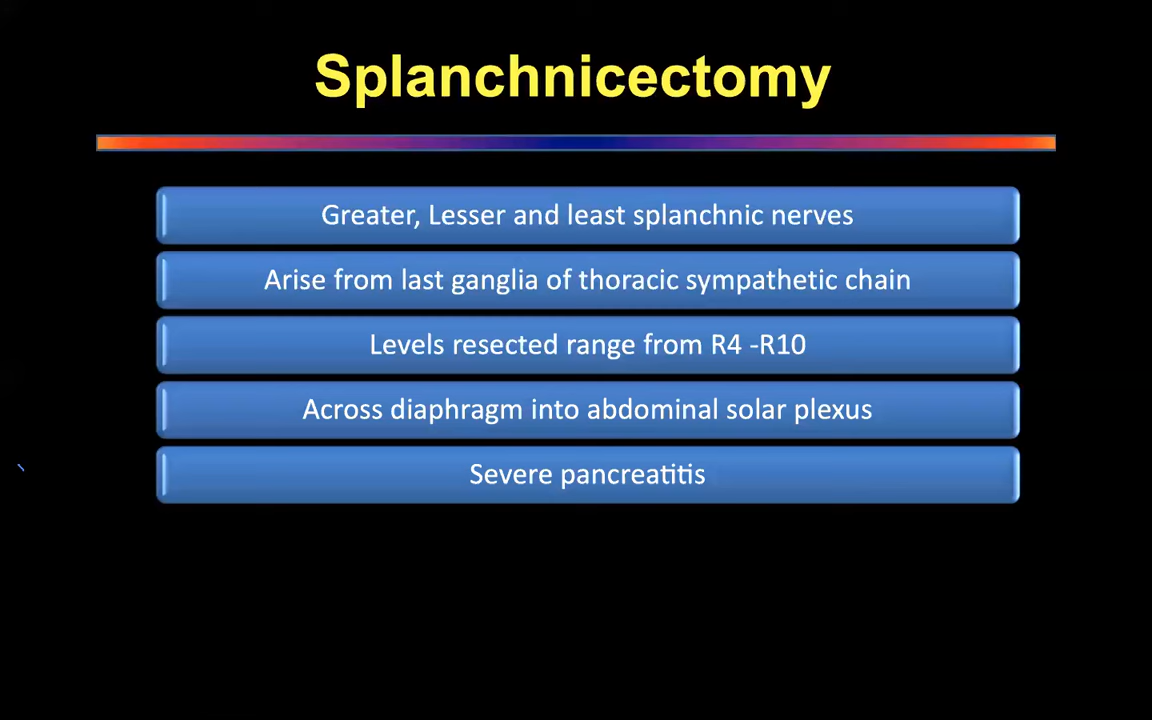 Splanchnicectomy
Greater, Lesser and least splanchnic nerves
Arise from last ganglia of thoracic sympathetic chain
Levels resected range from R4 -R10
Across diaphragm into abdominal solar plexus
Severe pancreatitis